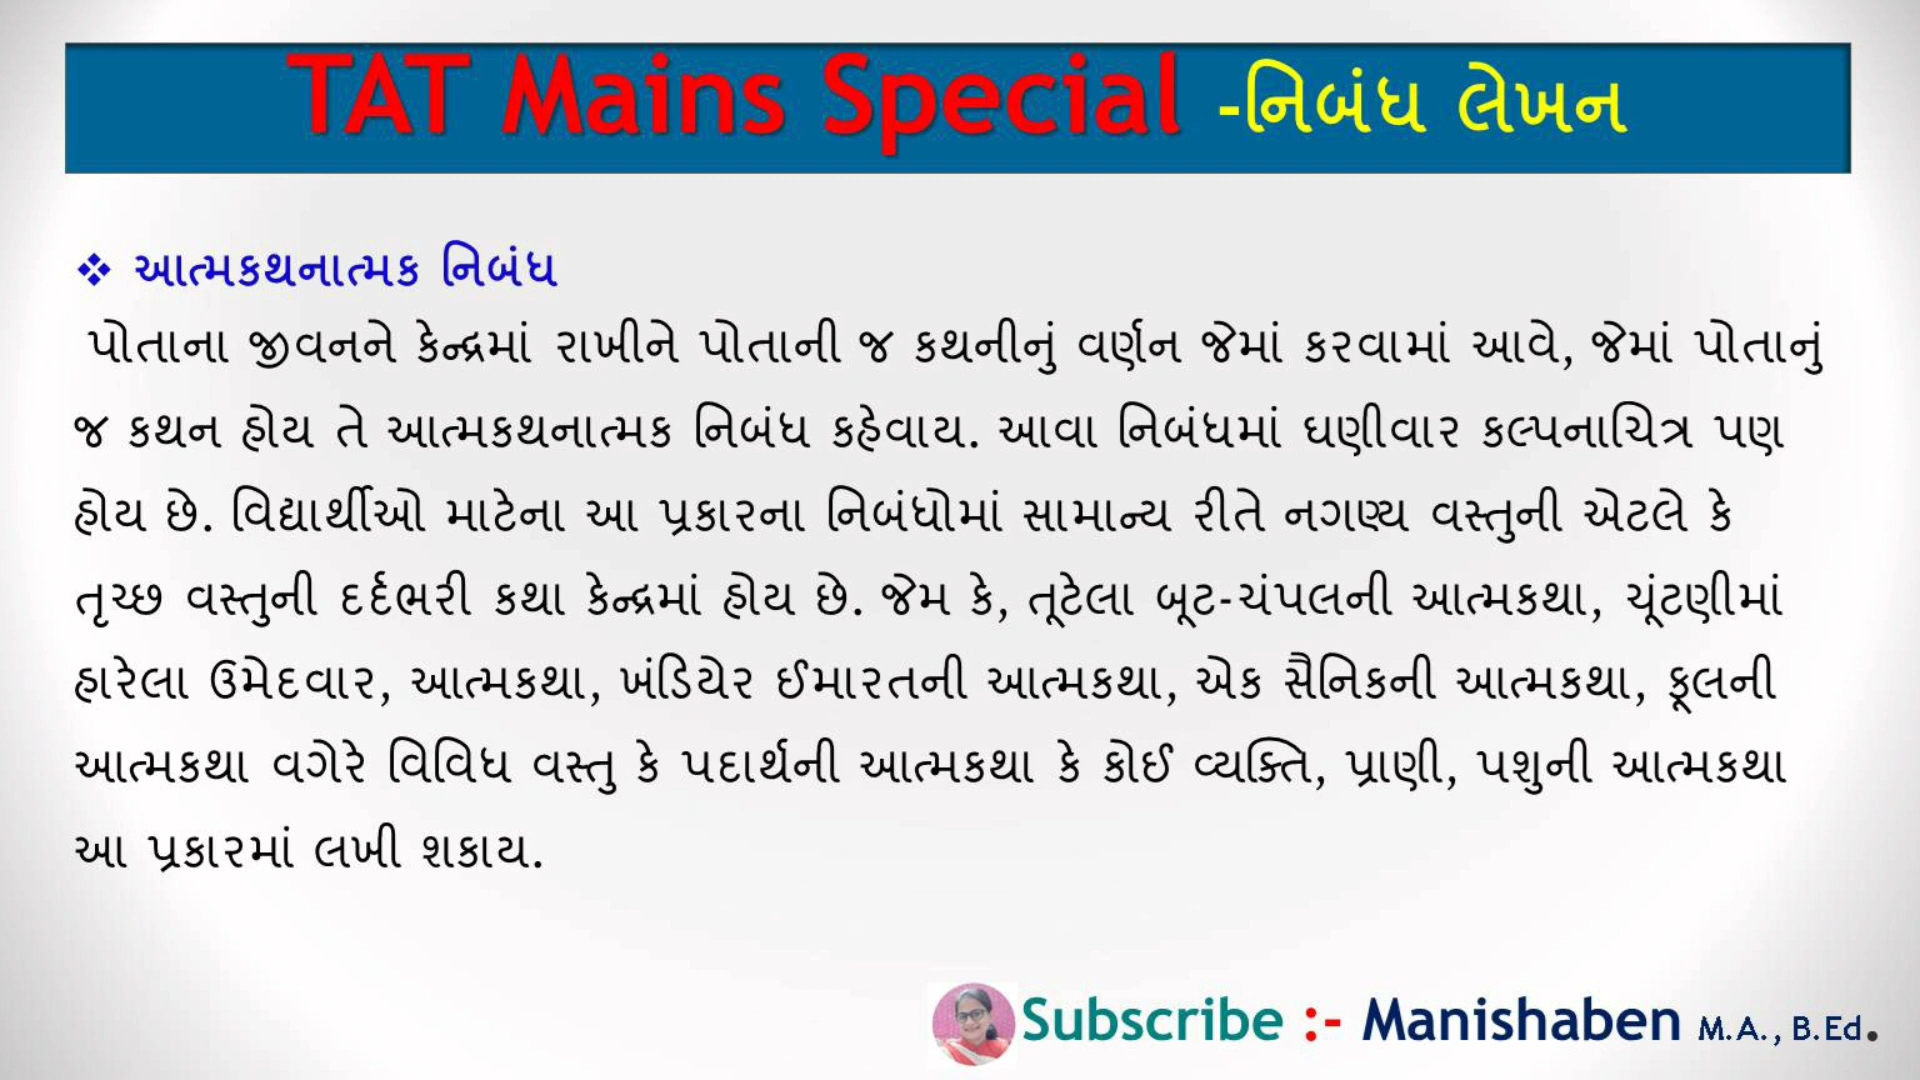 TAT Mains Special -નિબંધ લેખન
❖ આત્મકથનાત્મક નિબંધ
પોતાના જીવનને કેન્દ્રમાં રાખીને પોતાની જ કથનીનું વર્ણન જેમાં કરવામાં આવે, જેમાં પોતાનું
જ કથન હોય તે આત્મકથનાત્મક નિબંધ કહેવાય. આવા નિબંધમાં ઘણીવાર કલ્પનાચિત્ર પણ
હોય છે. વિદ્યાર્થીઓ માટેના આ પ્રકારના નિબંધોમાં સામાન્ય રીતે નગણ્ય વસ્તુની એટલે કે
તૃચ્છ વસ્તુની દર્દભરી કથા કેન્દ્રમાં હોય છે. જેમ કે, તૂટેલા બૂટ-ચંપલની આત્મકથા, ચૂંટણીમાં
હારેલા ઉમેદવાર, આત્મકથા, ખંડિયેર ઈમારતની આત્મકથા, એક સૈનિકની આત્મકથા, ફૂલની
આત્મકથા વગેરે વિવિધ વસ્તુ કે પદાર્થની આત્મકથા કે કોઈ વ્યક્તિ, પ્રાણી, પશુની આત્મકથા
આ પ્રકારમાં લખી શકાય.
Subscribe :- Manishaben M.A., B.Ed.